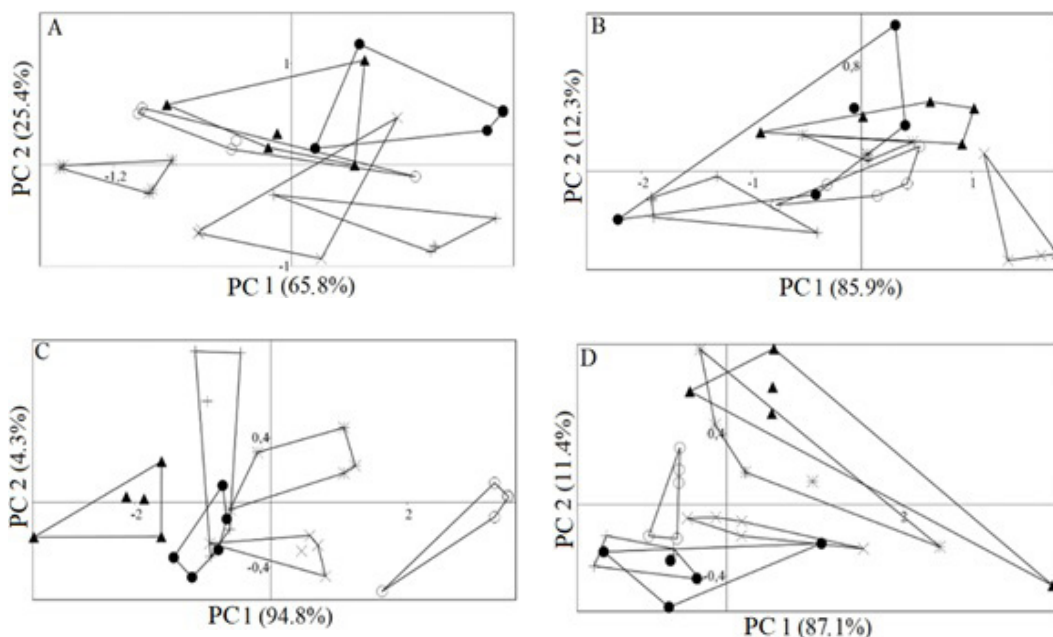 A
PC 2 (25.4%)
1
-1,2
-1
PC 1 (65.8%)
B
PC 2 (12.3%)
0,8
-2
-1
1
PC 1 (85.9%)
C
PC 2 (4.3%)
0,4
-2
2
-0,4
PC 1 (94.8%)
D
PC 2 (11.4%)
0,4
2
-0,4
PC 1 (87.1%)